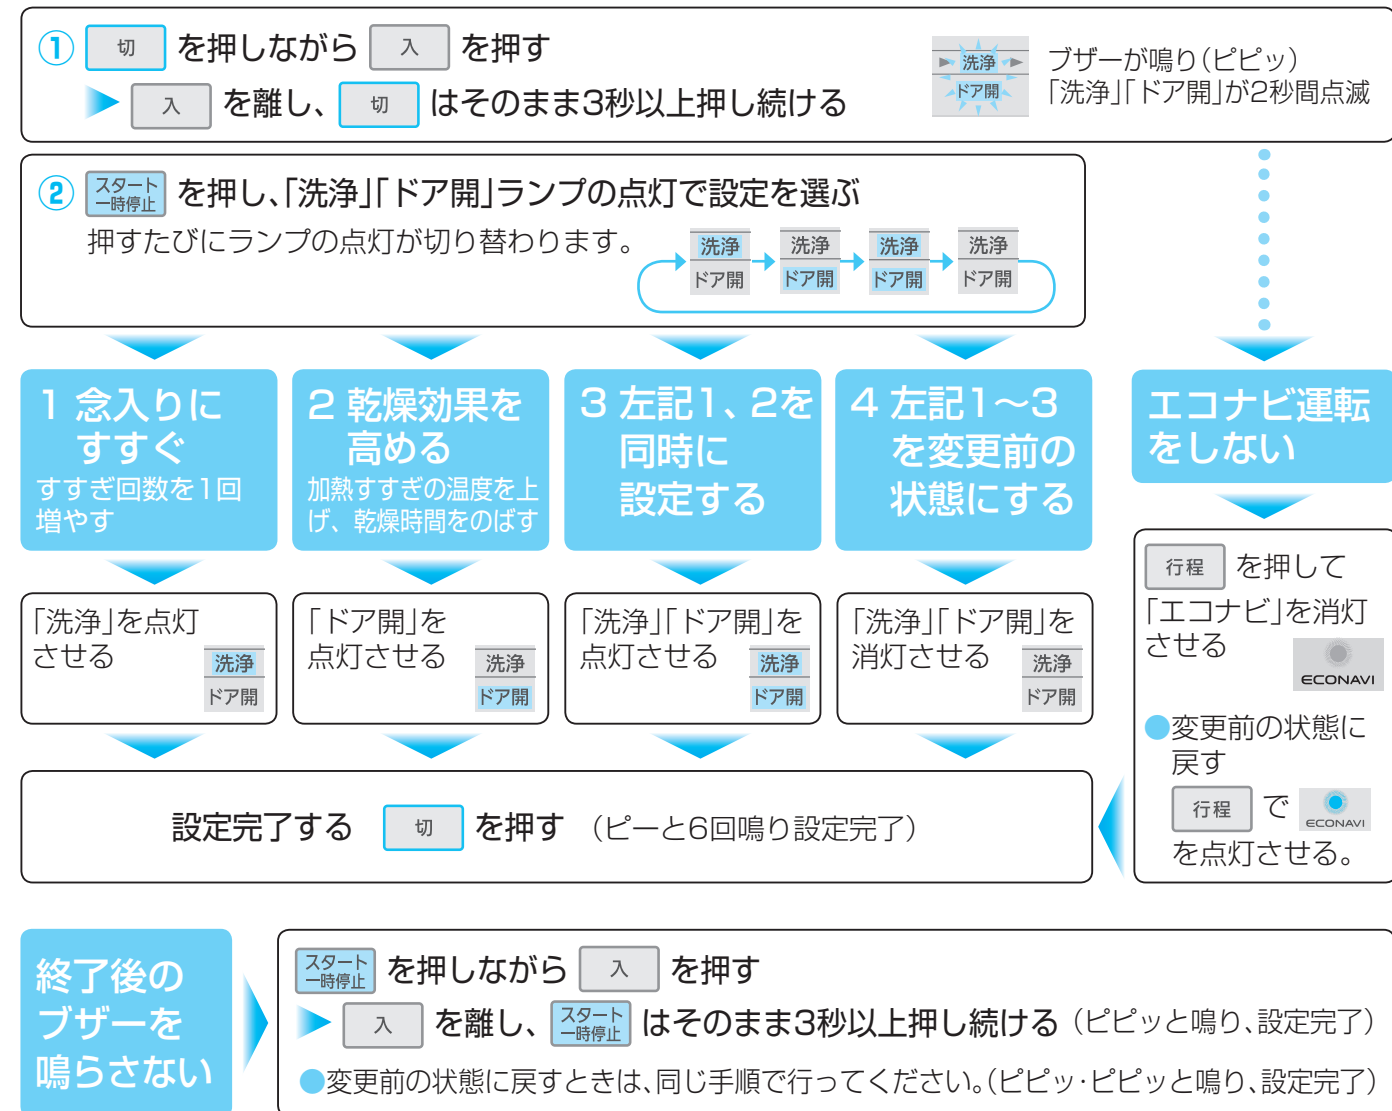 ① 切 を押しながら 入 を押す
入 を離し、 切 はそのまま3秒以上押し続ける
洗浄
ドア開
ブザーが鳴り(ピピッ)
「洗浄」「ドア開」が2秒間点滅
② スタート 一時停止 を押し、「洗浄」「ドア開」ランプの点灯で設定を選ぶ
押すたびにランプの点灯が切り替わります。
洗浄 洗浄 洗浄 洗浄
ドア開 ドア開 ドア開 ドア開
1 念入りに
すすぐ
すすぎ回数を1回
増やす
2 乾燥効果を
高める
加熱すすぎの温度を上
げ、乾燥時間をのばす
3 左記1、2を
同時に
設定する
4 左記1〜3
を変更前の
状態にする
エコナビ運転
をしない
「洗浄」を点灯
させる
洗浄
ドア開
「ドア開」を
点灯させる
洗浄
ドア開
「洗浄」「ドア開」を
点灯させる
洗浄
ドア開
「洗浄」「ドア開」を
消灯させる
洗浄
ドア開
行程 を押して
「エコナビ」を消灯
させる
ECONAVI
●変更前の状態に
戻す
行程 で ECONAVI
を点灯させる。
設定完了する 切 を押す (ピーと6回鳴り設定完了)
終了後の
ブザーを
鳴らさない
スタート 一時停止 を押しながら 入 を押す
入 を離し、 スタート 一時停止 はそのまま3秒以上押し続ける (ピピッと鳴り、設定完了)
●変更前の状態に戻すときは、同じ手順で行ってください。(ピピッ・ピピッと鳴り、設定完了)